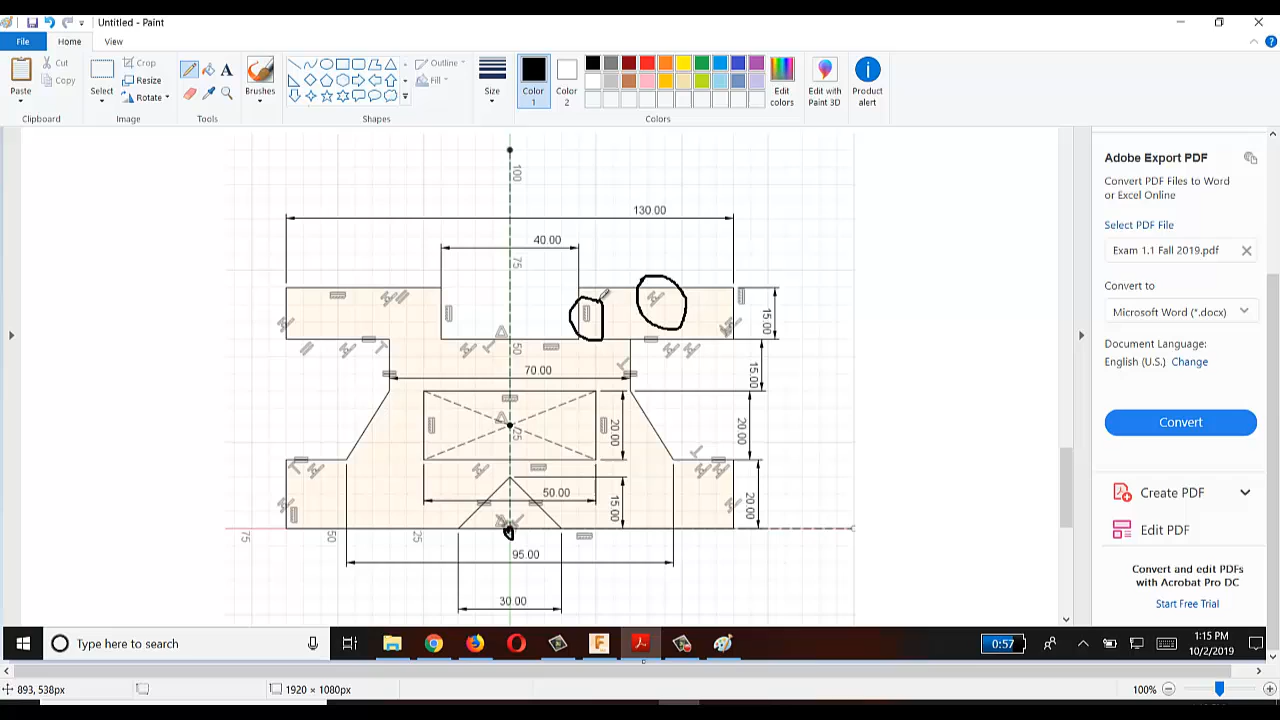 Untitled - Paint
File Home View
Paste
Cut
Copy
Clipboard
Select
Crop
Resize
Rotate
Image
Tools
Brushes
Shapes
Outline
Fill
Size
Color 1
Color 2
Edit colors
Colors
Edit with Paint 3D
Product alert
100
130.00
40.00
75
15.00
50
70.00
15.00
25
20.00
20.00
50.00
15.00
20.00
75
50
25
95.00
30.00
Adobe Export PDF
Convert PDF Files to Word
or Excel Online
Select PDF File
Exam 1.1 Fall 2019.pdf
Convert to
Microsoft Word (*.docx)
Document Language:
English (U.S.) Change
Convert
Create PDF
Edit PDF
Convert and edit PDFs
with Acrobat Pro DC
Start Free Trial
Type here to search
0:57
1:15 PM
10/2/2019
893, 538px
1920 × 1080px
100%